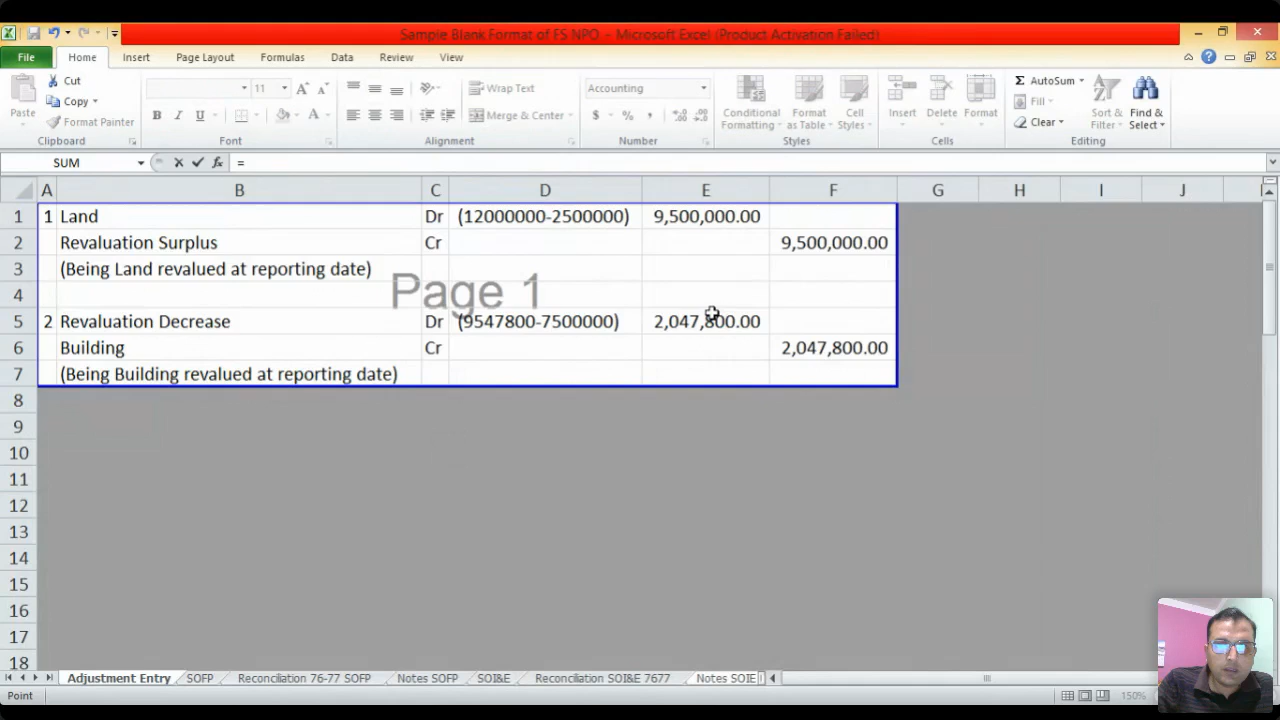 Sample Blank Format of FS NPO - Microsoft Excel (Product Activation Failed)
File Home Insert Page Layout Formulas Data Review View
Paste Cut Copy Format Painter Clipboard
11 B I U A A A Font
Wrap Text Merge & Center Alignment
Accounting $ % , Number
Conditional Formatting Format as Table Cell Styles Styles
Insert Delete Format Cells
Σ AutoSum Fill Clear Sort & Filter Find & Select Editing
SUM fx =
A B C D E F G H I J
1 1 Land Dr (12000000-2500000) 9,500,000.00
2 Revaluation Surplus Cr 9,500,000.00
3 (Being Land revalued at reporting date)
4
Page 1
5 2 Revaluation Decrease Dr (9547800-7500000) 2,047,800.00
6 Building Cr 2,047,800.00
7 (Being Building revalued at reporting date)
8
9
10
11
12
13
14
15
16
17
18
Adjustment Entry SOFP Reconciliation 76-77 SOFP Notes SOFP SOI&E Reconciliation SOI&E 7677 Notes SOIE
Point 150%